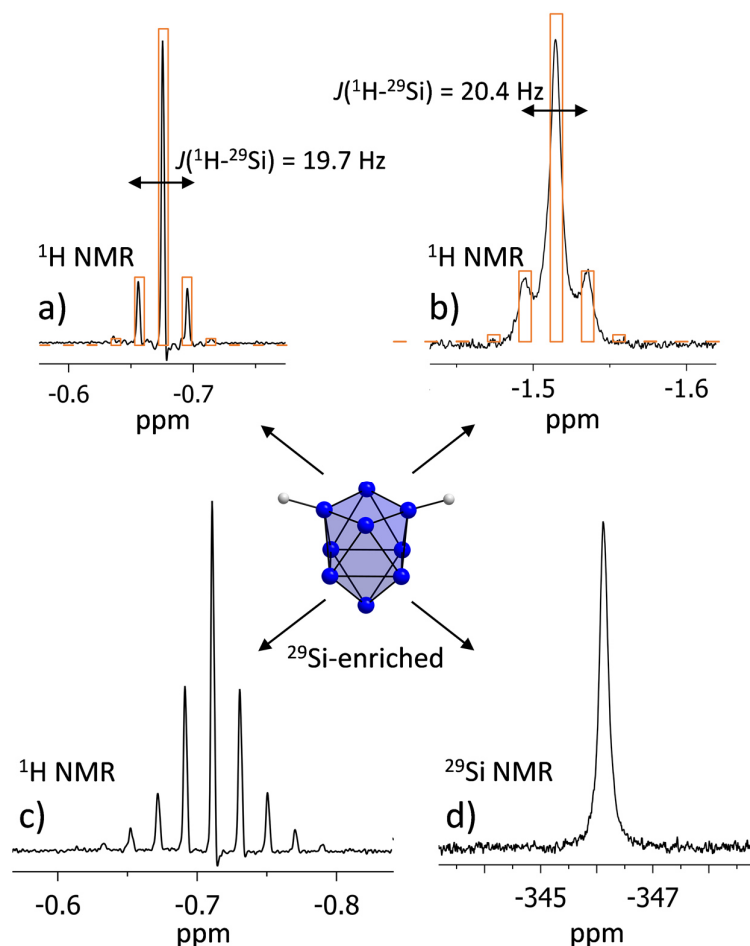 J(¹H-²⁹Si) = 19.7 Hz
¹H NMR
a)
-0.6 -0.7
ppm
J(¹H-²⁹Si) = 20.4 Hz
¹H NMR
b)
-1.5 -1.6
ppm
²⁹Si-enriched
¹H NMR
c)
-0.6 -0.7 -0.8
ppm
²⁹Si NMR
d)
-345 -347
ppm